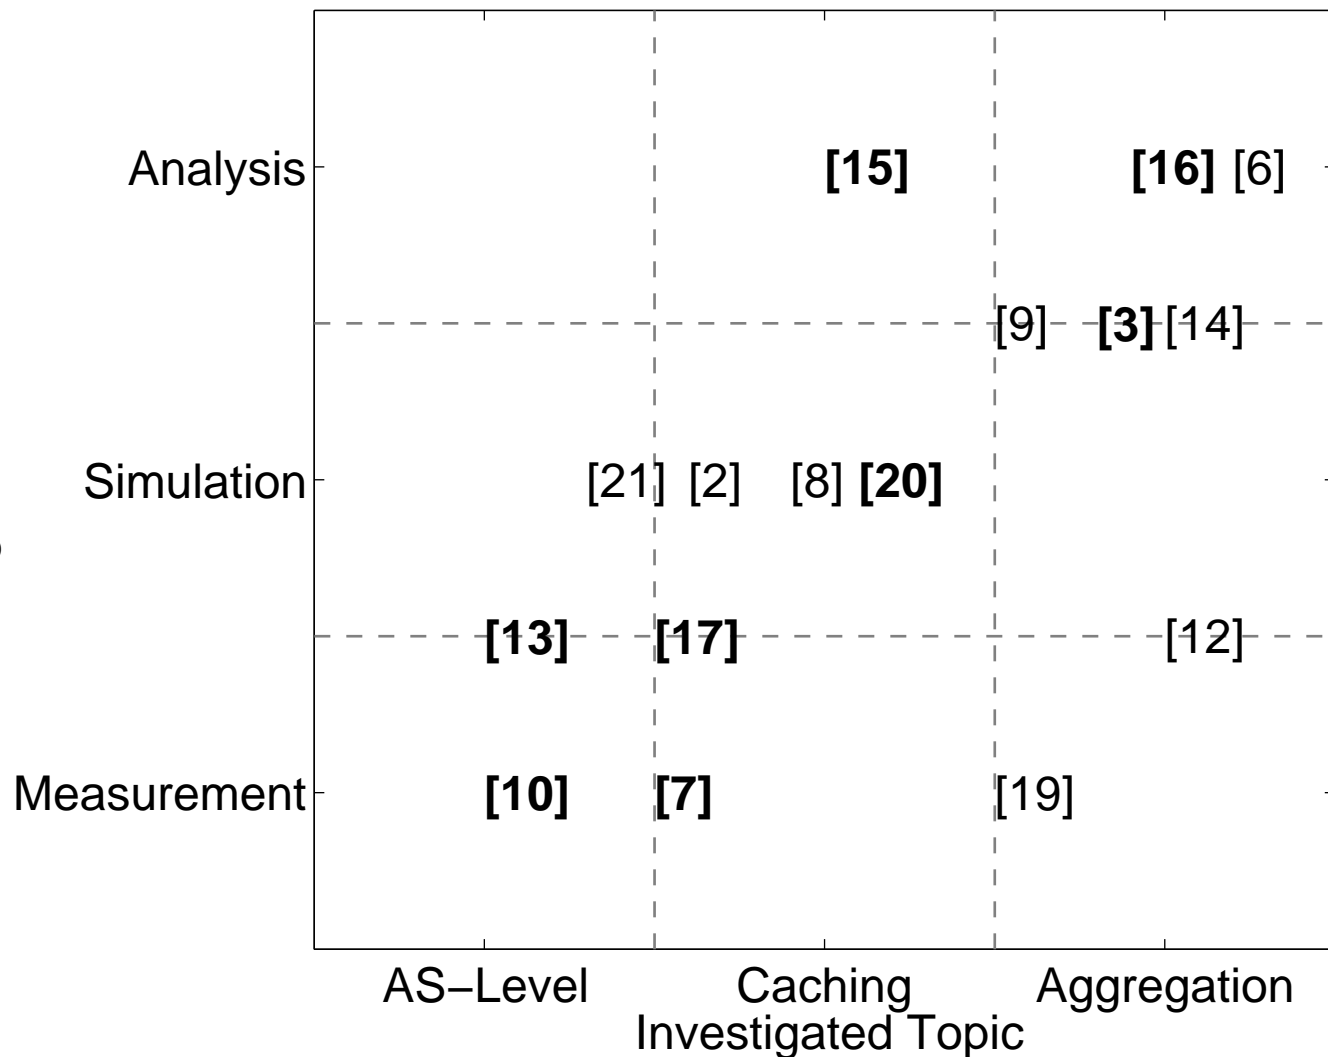 Analysis [15] [16] [6]
[9] [3] [14]
Simulation [21] [2] [8] [20]
[13] [17] [12]
Measurement [10] [7] [19]
AS−Level Caching Aggregation
Investigated Topic